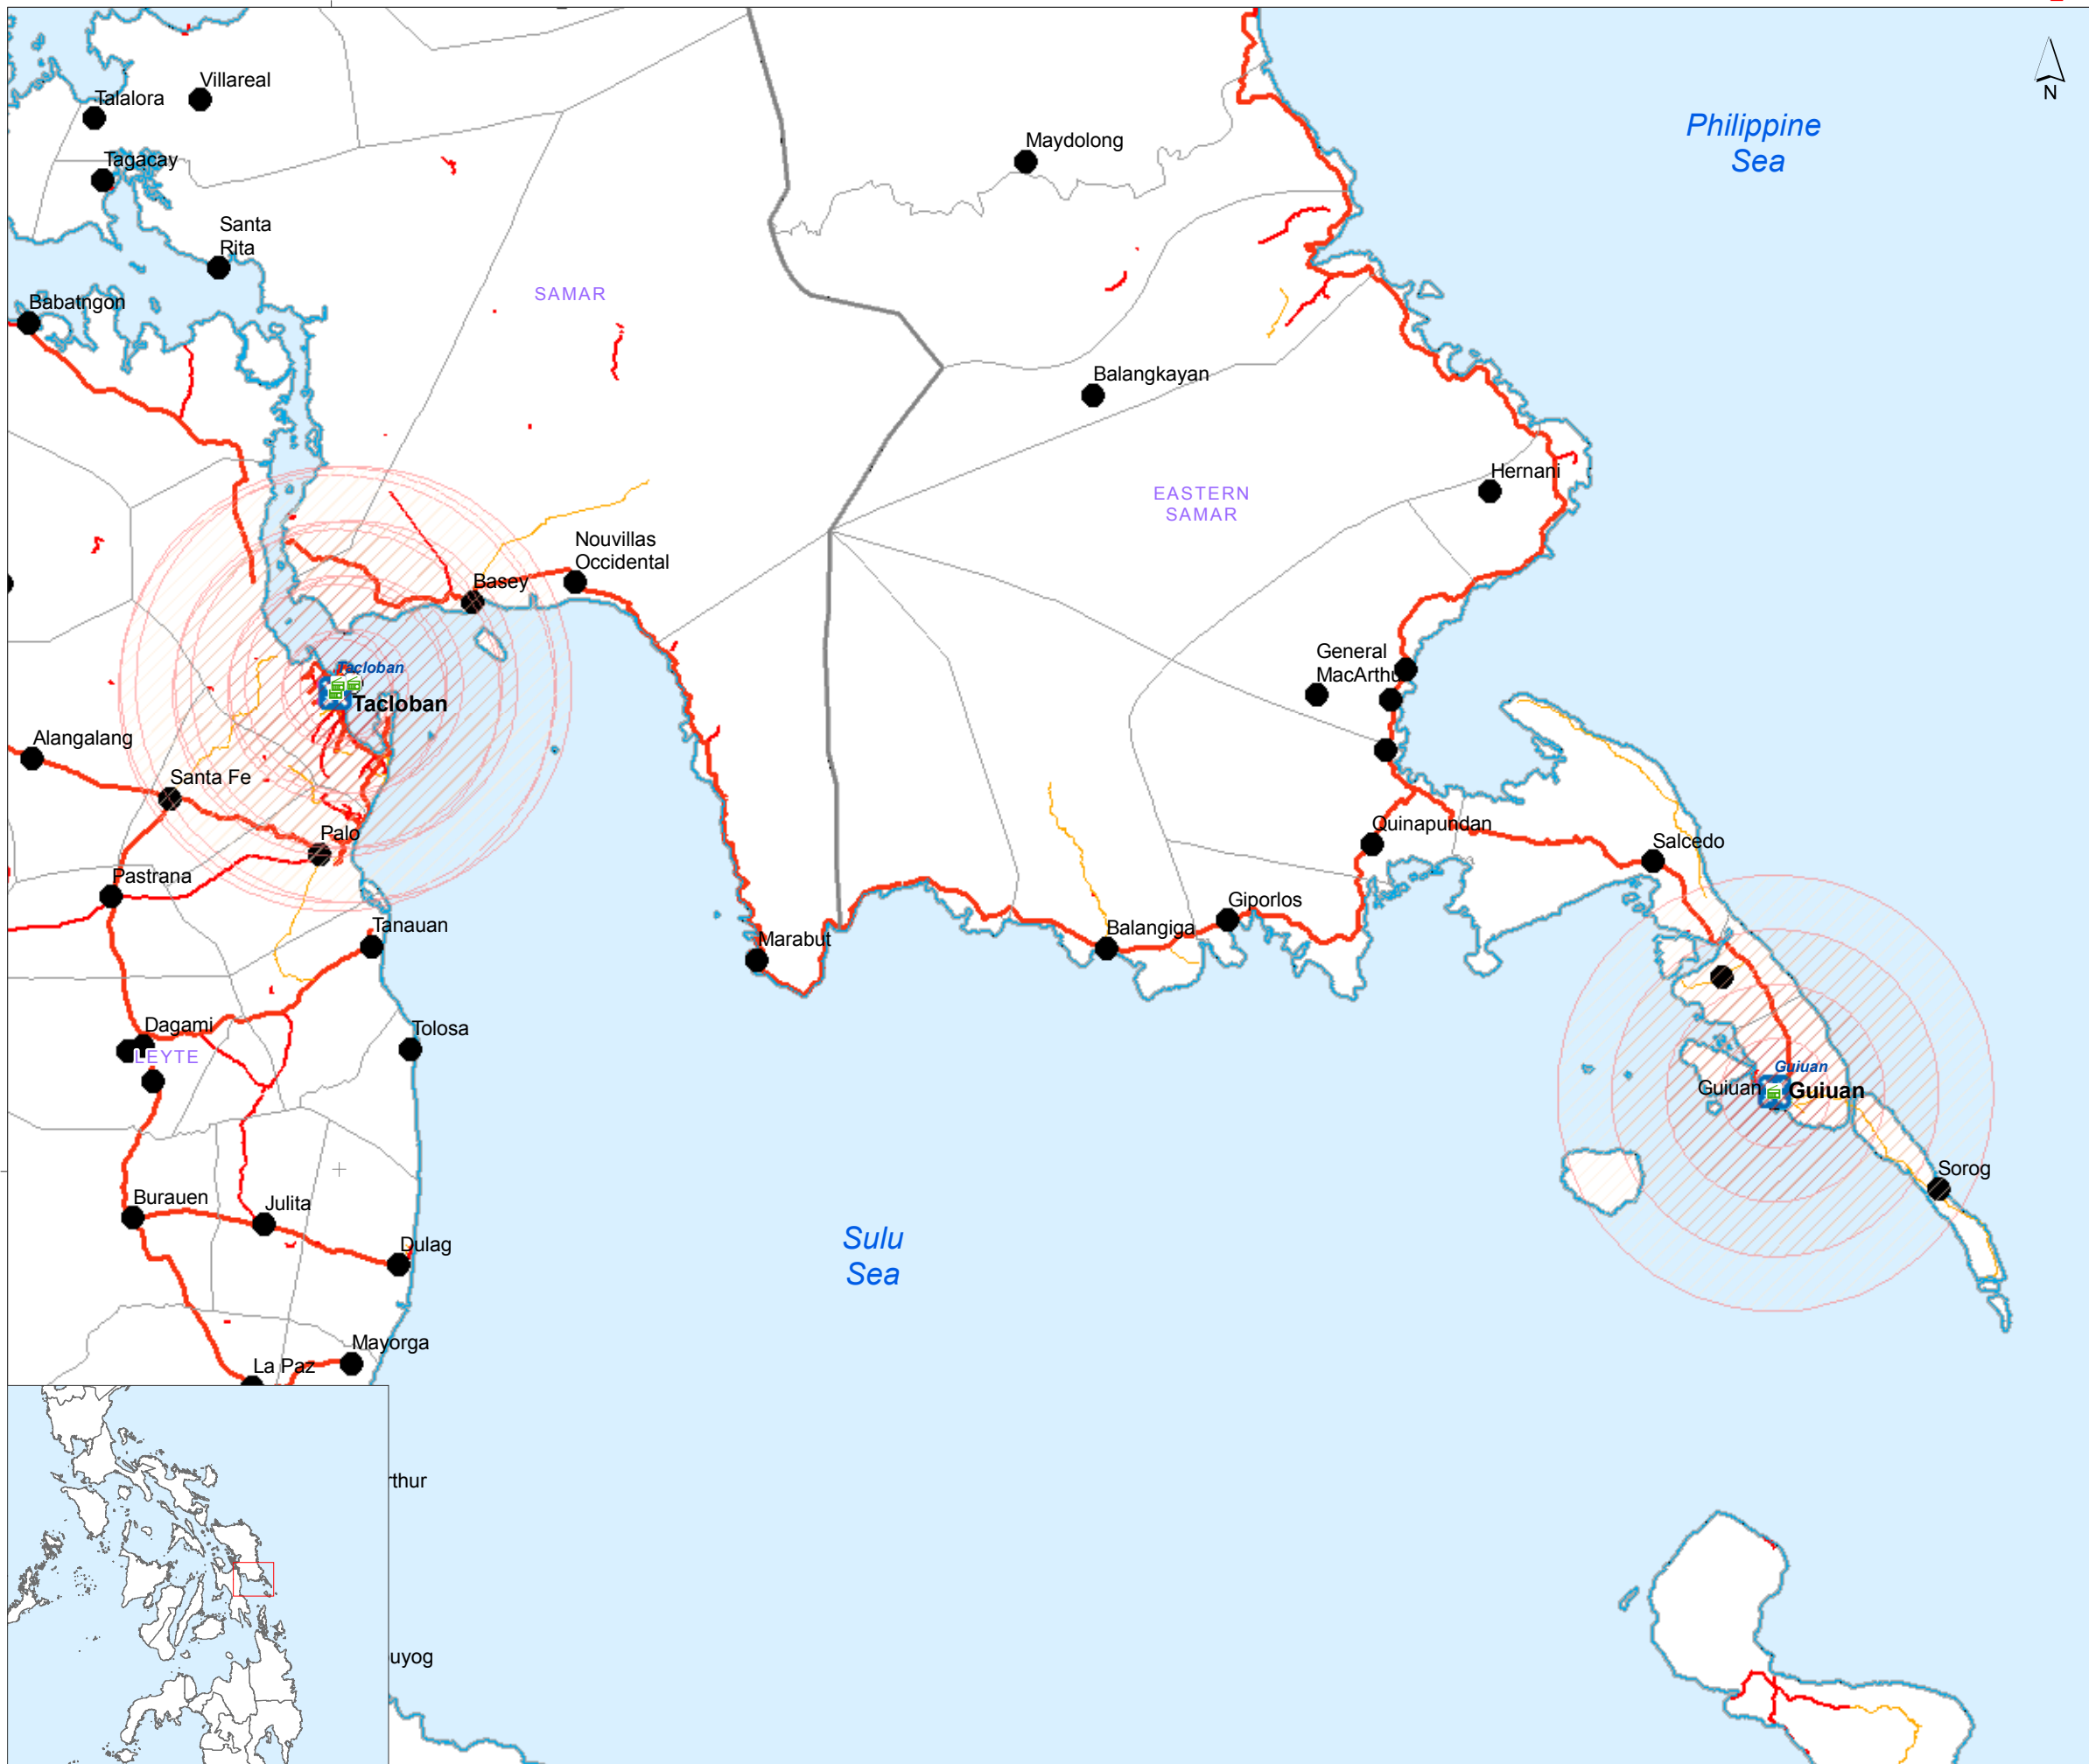 Villareal
Talalora
Philippine
Sea
N
Maydolong
Tagacay
Santa
Rita
SAMAR
Babatngon
Balangkayan
Hernani
EASTERN
SAMAR
Nouvillas
Occidental
Basey
General
MacArthu
Tacloban
Tacloban
Alangalang
Santa Fe
Palo
Quinapundan
Salcedo
Pastrana
Giporlos
Tanauan
Balangiga
Marabut
Dagami
Tolosa
LEYTE
Guiuan
Guiuan
Guiuan
Sorog
Burauen
Julita
Sulu
Sea
Dulag
Mayorga
La Paz
rthur
uyog